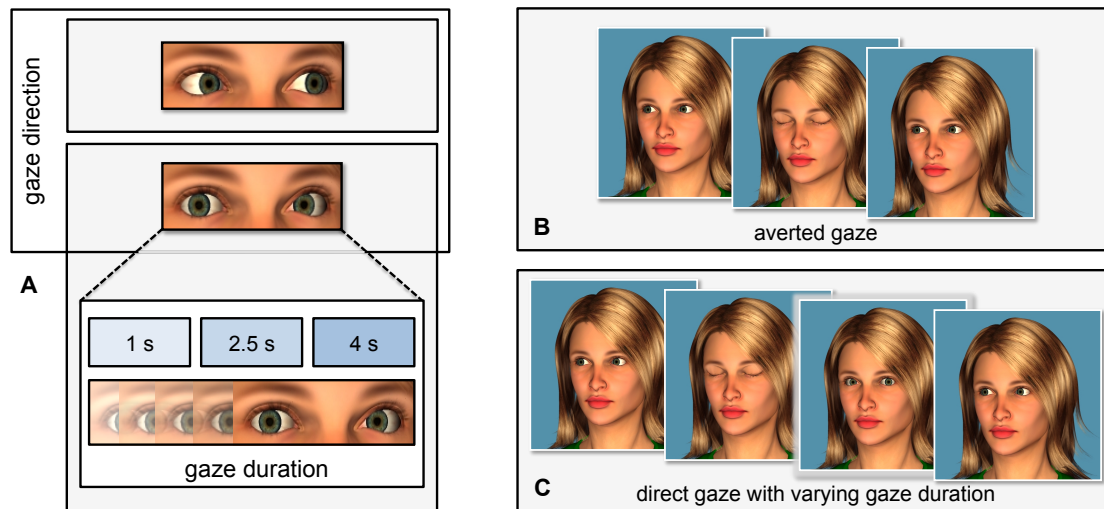 gaze direction
A
1 s
2.5 s
4 s
gaze duration
B
averted gaze
C
direct gaze with varying gaze duration